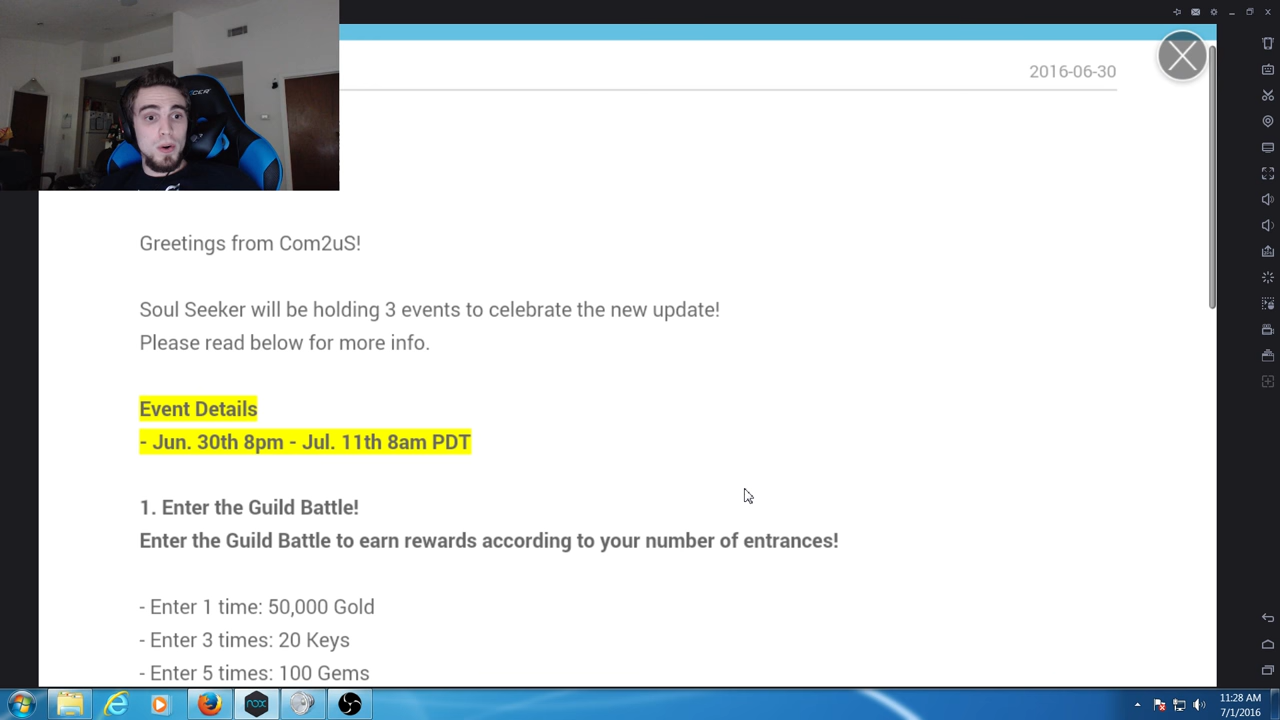 2016-06-30
Greetings from Com2uS!
Soul Seeker will be holding 3 events to celebrate the new update!
Please read below for more info.
Event Details
- Jun. 30th 8pm - Jul. 11th 8am PDT
1. Enter the Guild Battle!
Enter the Guild Battle to earn rewards according to your number of entrances!
- Enter 1 time: 50,000 Gold
- Enter 3 times: 20 Keys
- Enter 5 times: 100 Gems
nox
11:28 AM
7/1/2016